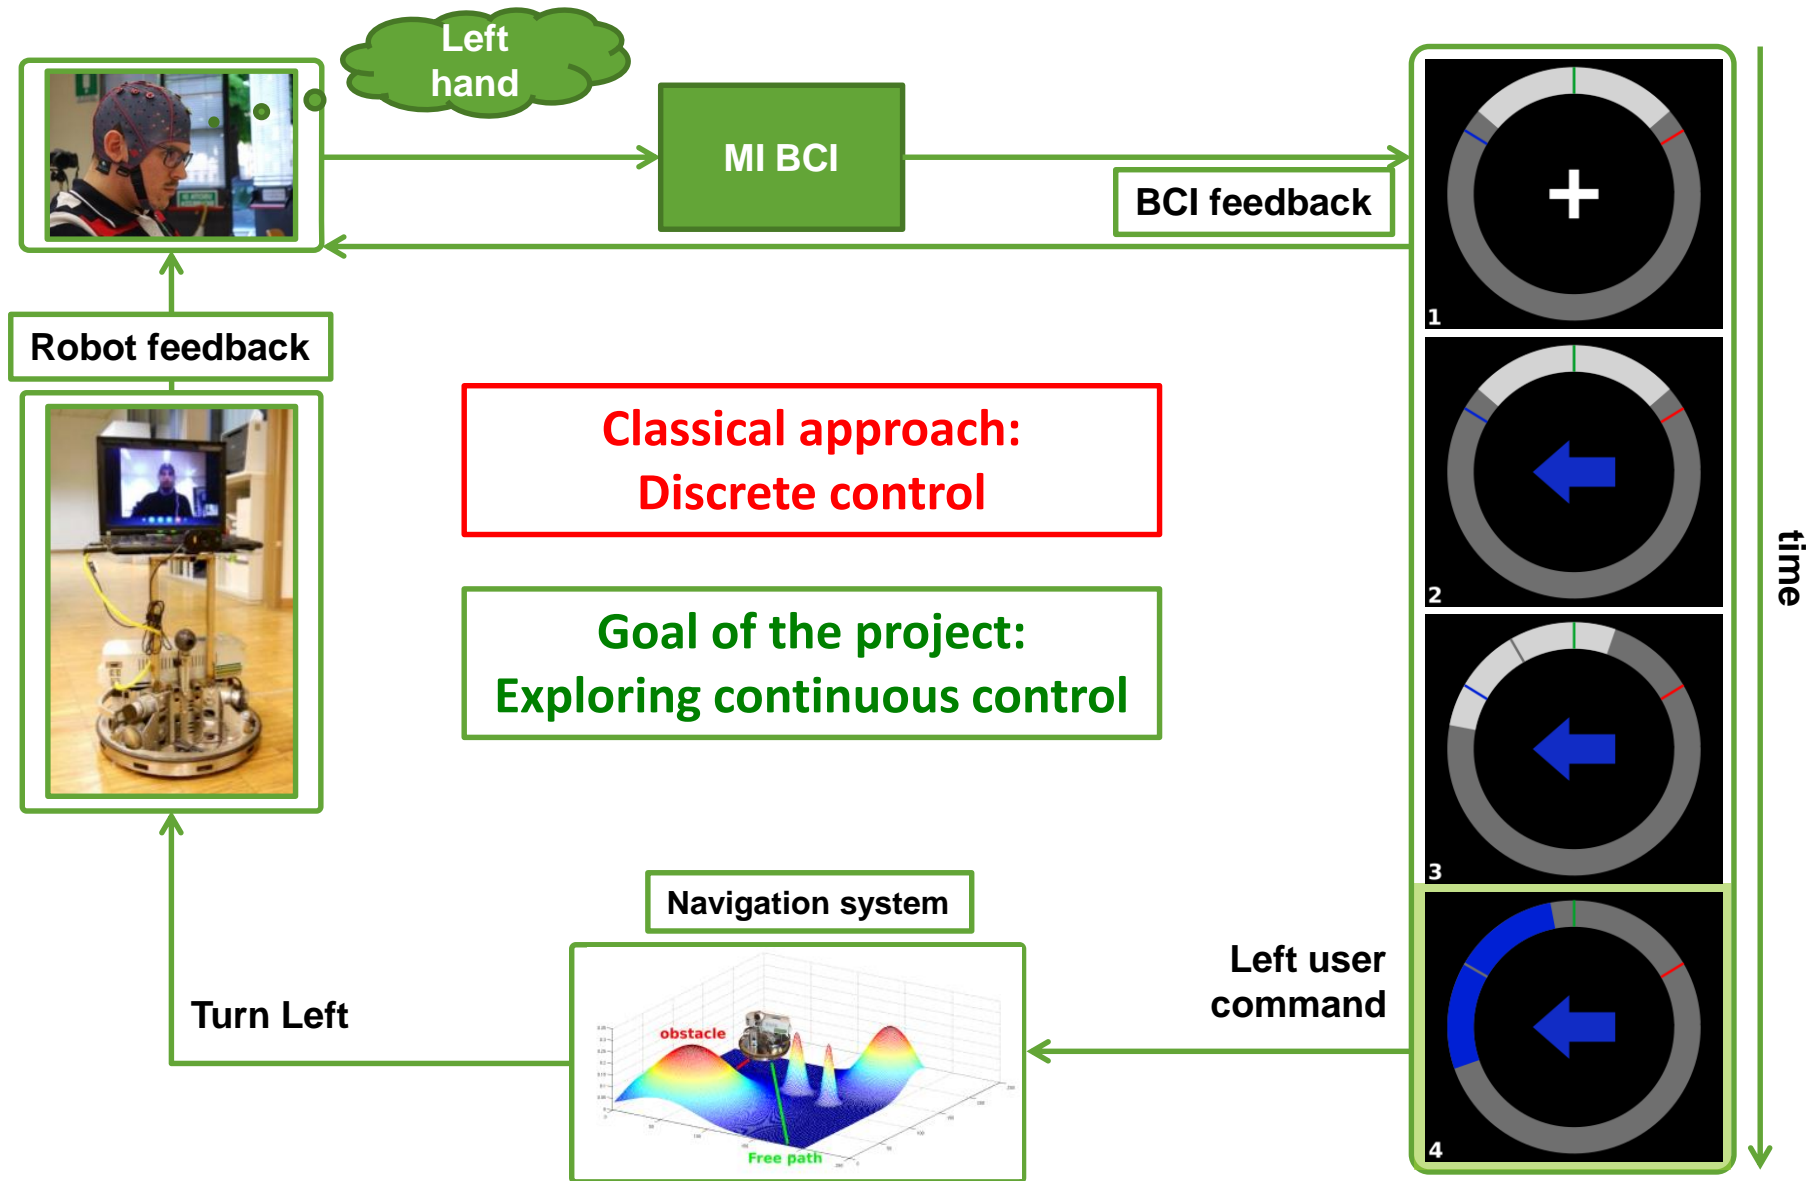 Left
hand
MI BCI
BCI feedback
Robot feedback
Classical approach:
Discrete control
Goal of the project:
Exploring continuous control
1
2
3
4
time
Navigation system
Left user
command
Turn Left
obstacle
Free path